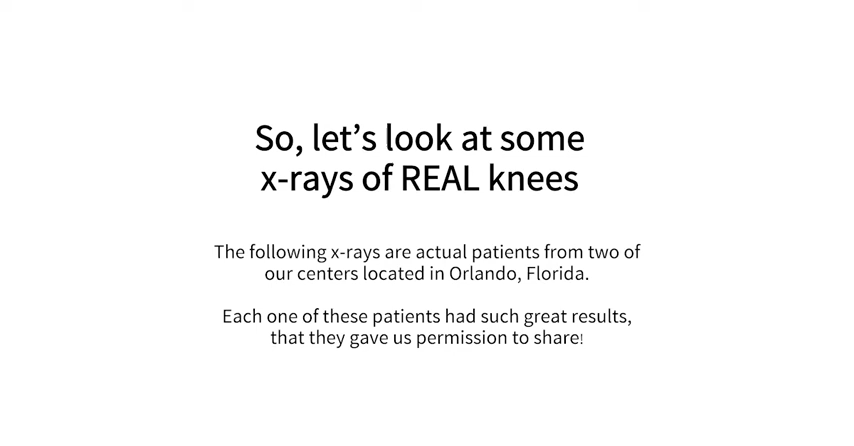 So, let’s look at some
x-rays of REAL knees
The following x-rays are actual patients from two of
our centers located in Orlando, Florida.
Each one of these patients had such great results,
that they gave us permission to share!